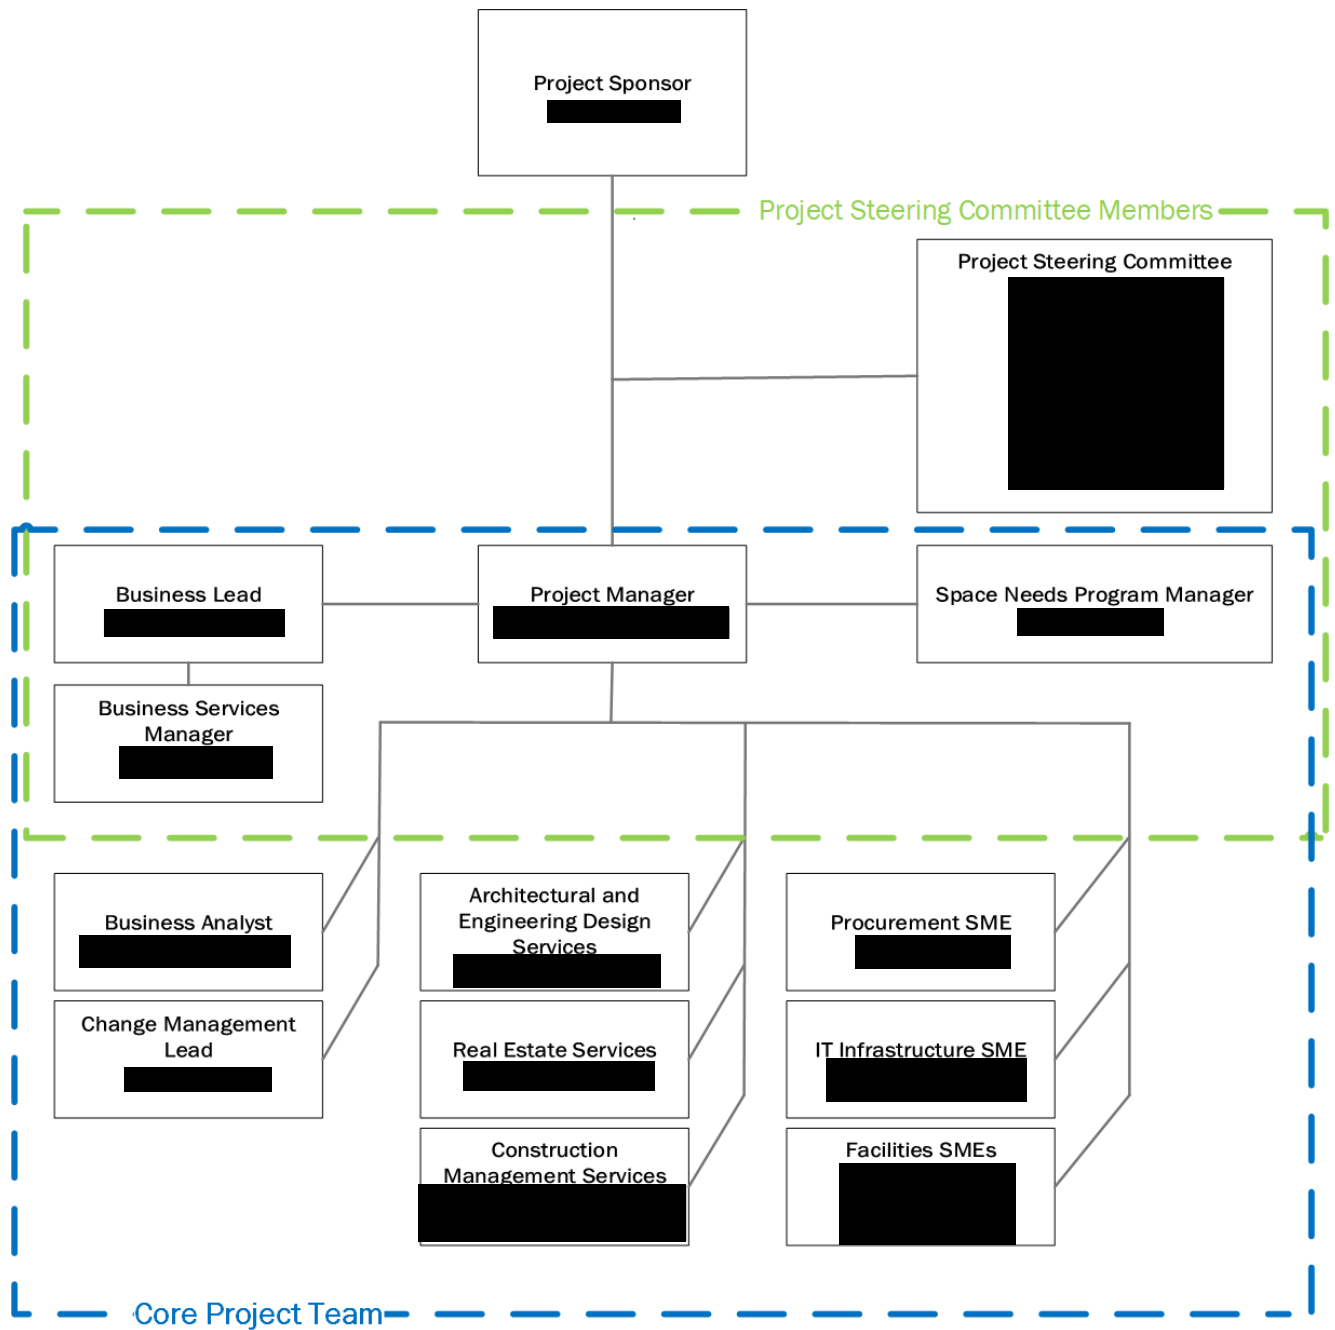 Project Sponsor
Project Steering Committee Members
Project Steering Committee
Business Lead
Project Manager
Space Needs Program Manager
Business Services
Manager
Business Analyst
Architectural and
Engineering Design
Services
Procurement SME
Change Management
Lead
Real Estate Services
IT Infrastructure SME
Construction
Management Services
Facilities SMEs
Core Project Team